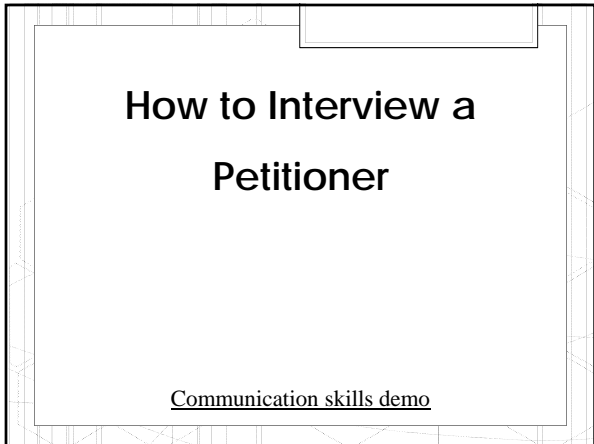 How to Interview a
Petitioner
Communication skills demo